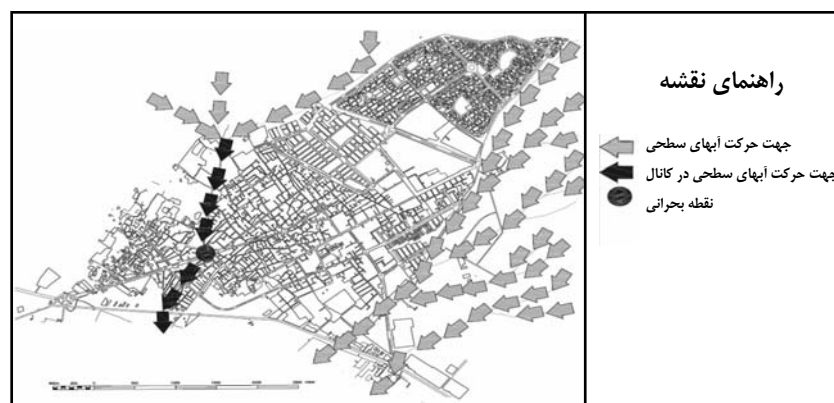 راهنمای نقشه
جهت حرکت آبهای سطحی
جهت حرکت آبهای سطحی در کانال
نقطه بحرانی